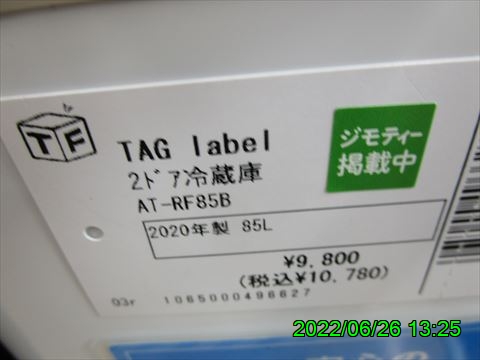 TF
TAG label
2ドア冷蔵庫
AT-RF85B
2020年製 85L
¥9,800
(税込¥10,780)
ジモティー
掲載中
03r 1065000496627
2022/06/26 13:25